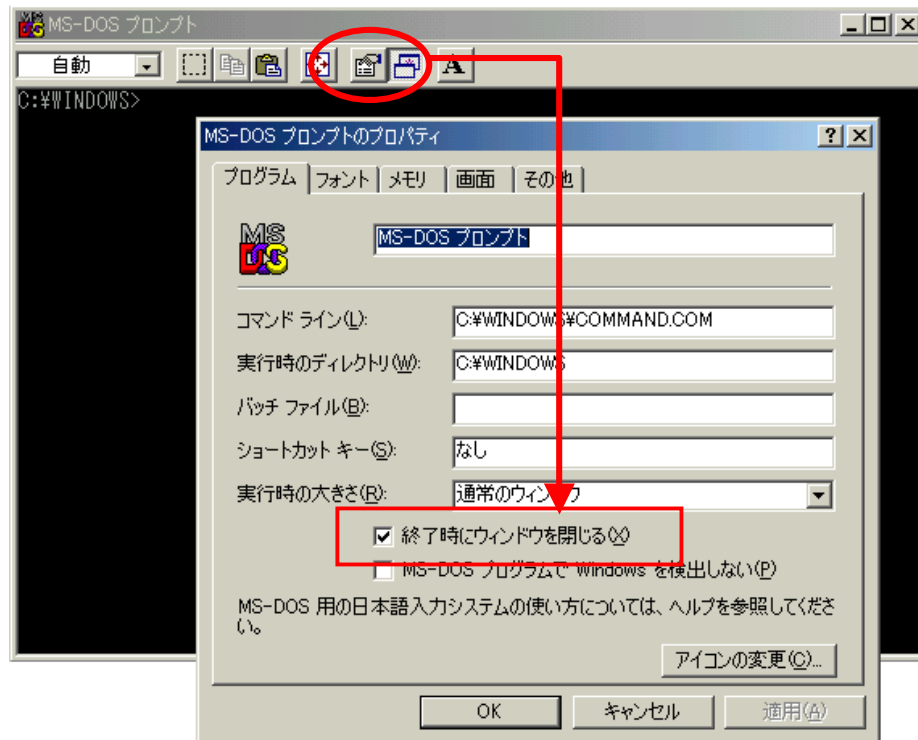 MS-DOS プロンプト
自動
A
C:¥WINDOWS>
MS-DOS プロンプトのプロパティ
プログラム フォント メモリ 画面 その他
MS
DOS
MS-DOS プロンプト
コマンド ライン(L): C:¥WINDOWS¥COMMAND.COM
実行時のディレクトリ(W): C:¥WINDOWS
バッチ ファイル(B):
ショートカット キー(S): なし
実行時の大きさ(R): 通常のウィンドウ
終了時にウィンドウを閉じる(X)
MS-DOS プログラムで Windows を検出しない(P)
MS-DOS 用の日本語入力システムの使い方については、ヘルプを参照してくださ
い。
アイコンの変更(C)...
OK キャンセル 適用(A)